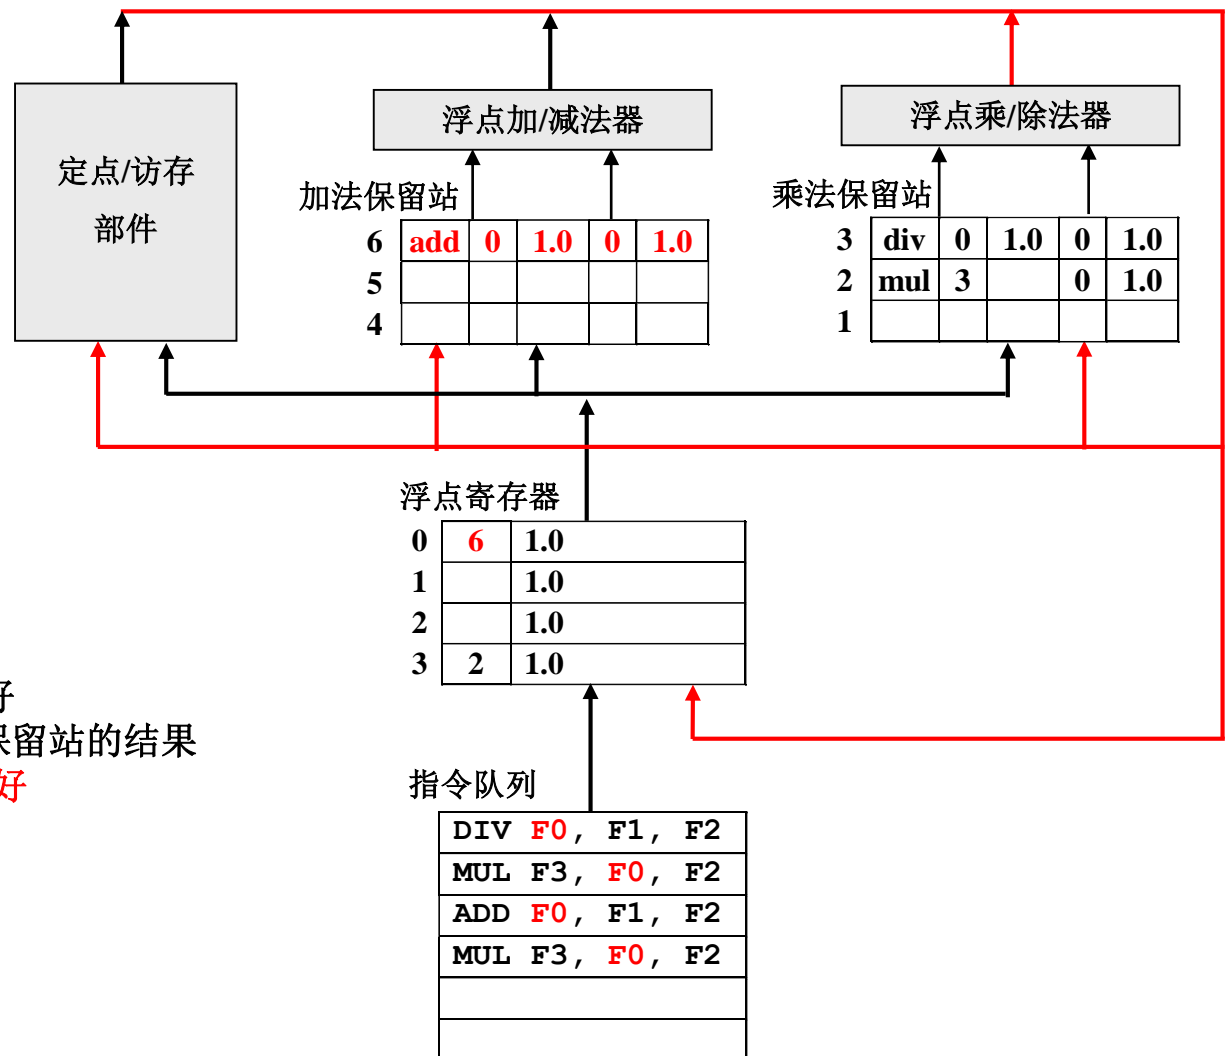 浮点加/减法器
浮点乘/除法器
定点/访存
部件
加法保留站
乘法保留站
6 add 0 1.0 0 1.0
5
4
3 div 0 1.0 0 1.0
2 mul 3 0 1.0
1
浮点寄存器
0 6 1.0
1 1.0
2 1.0
3 2 1.0
好
保留站的结果
好
指令队列
DIV F0, F1, F2
MUL F3, F0, F2
ADD F0, F1, F2
MUL F3, F0, F2